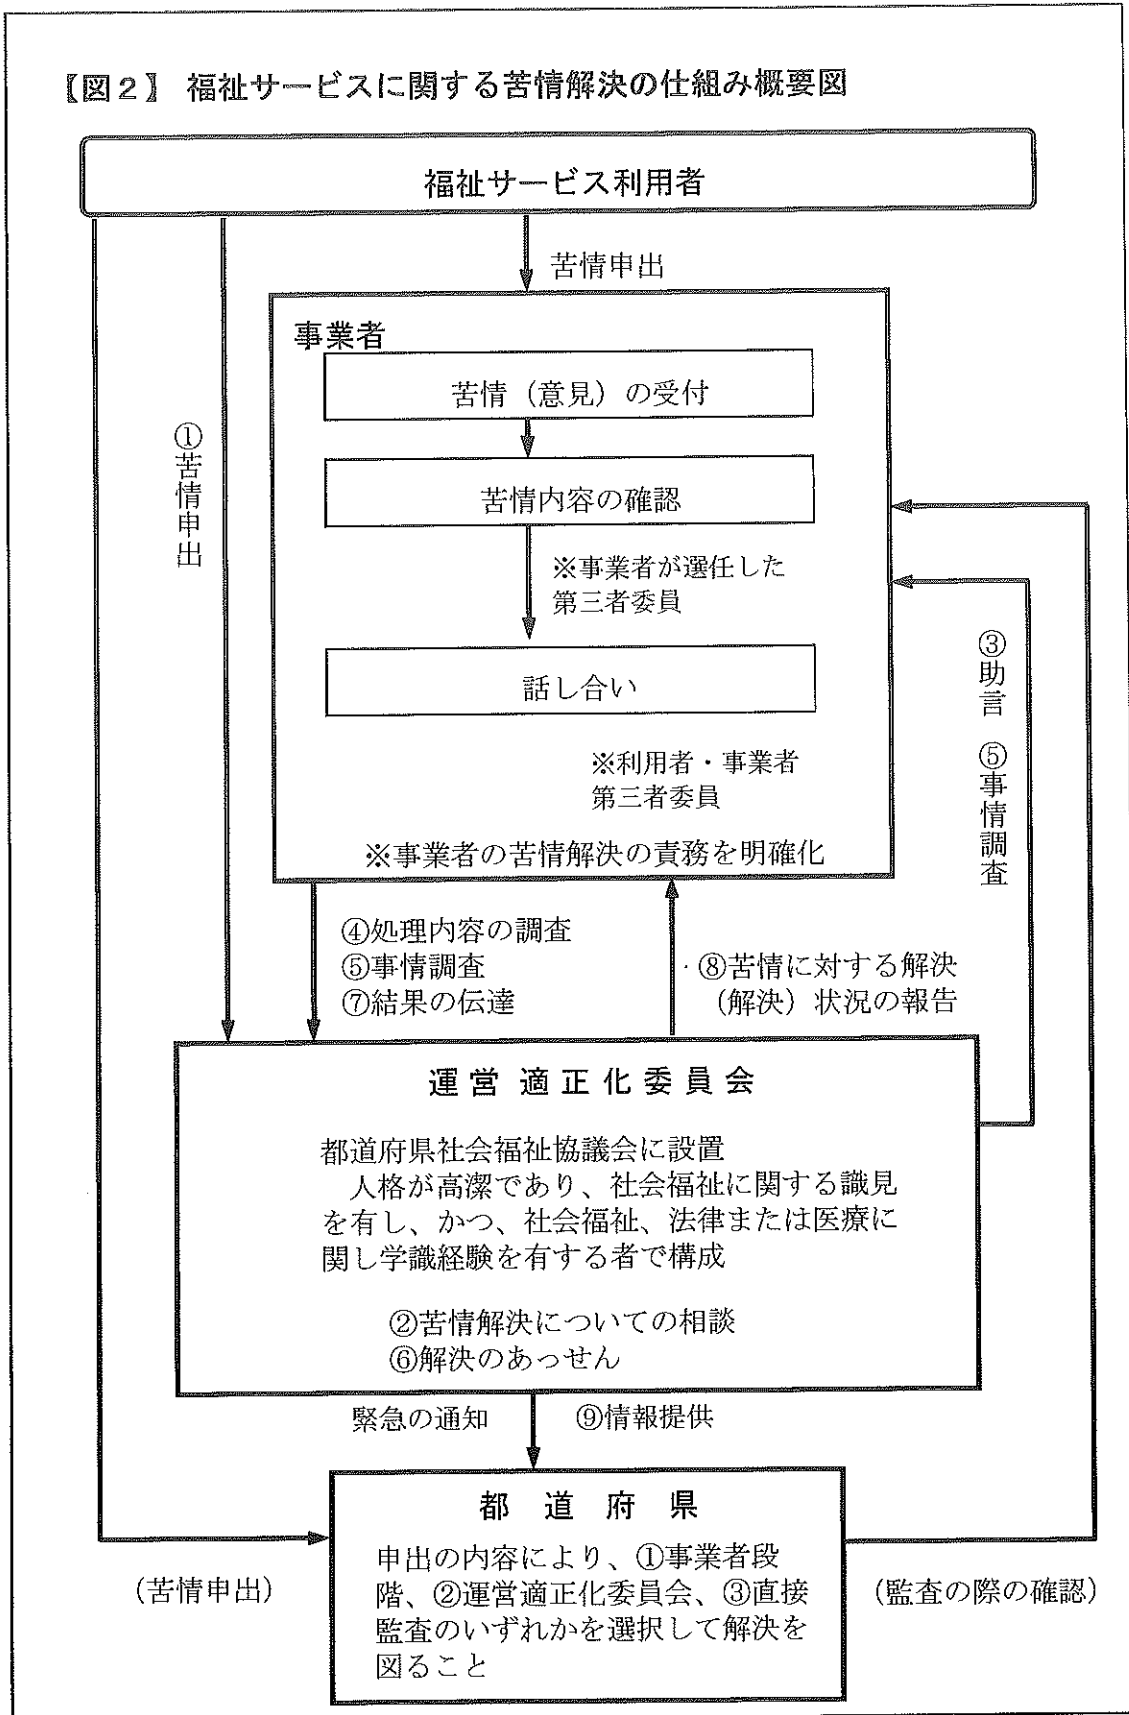 【図２】 福祉サービスに関する苦情解決の仕組み概要図
福祉サービス利用者
苦情申出
事業者
苦情（意見）の受付
①苦情申出
苦情内容の確認
※事業者が選任した
第三者委員
話し合い
③助言 ⑤事情調査
※利用者・事業者
第三者委員
※事業者の苦情解決の責務を明確化
④処理内容の調査
⑤事情調査
⑦結果の伝達
⑧苦情に対する解決
（解決）状況の報告
運営適正化委員会
都道府県社会福祉協議会に設置
人格が高潔であり、社会福祉に関する識見
を有し、かつ、社会福祉、法律または医療に
関し学識経験を有する者で構成
②苦情解決についての相談
⑥解決のあっせん
緊急の通知 ⑨情報提供
都道府県
申出の内容により、①事業者段
階、②運営適正化委員会、③直接
監査のいずれかを選択して解決を
図ること
（苦情申出）
（監査の際の確認）